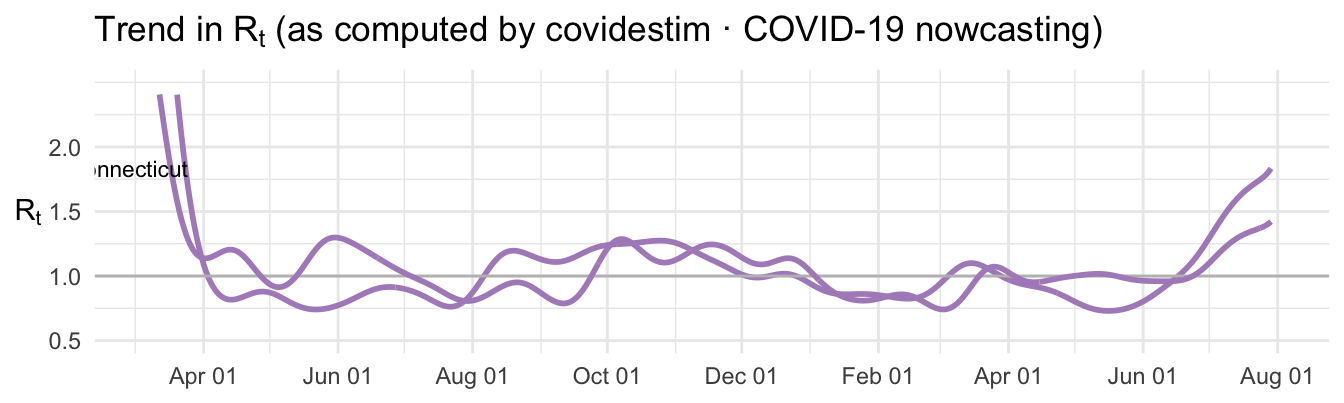 Trend in Rt (as computed by covidestim · COVID-19 nowcasting)
2.0
onnecticut
Rt
1.5
1.0
0.5
Apr 01 Jun 01 Aug 01 Oct 01 Dec 01 Feb 01 Apr 01 Jun 01 Aug 01